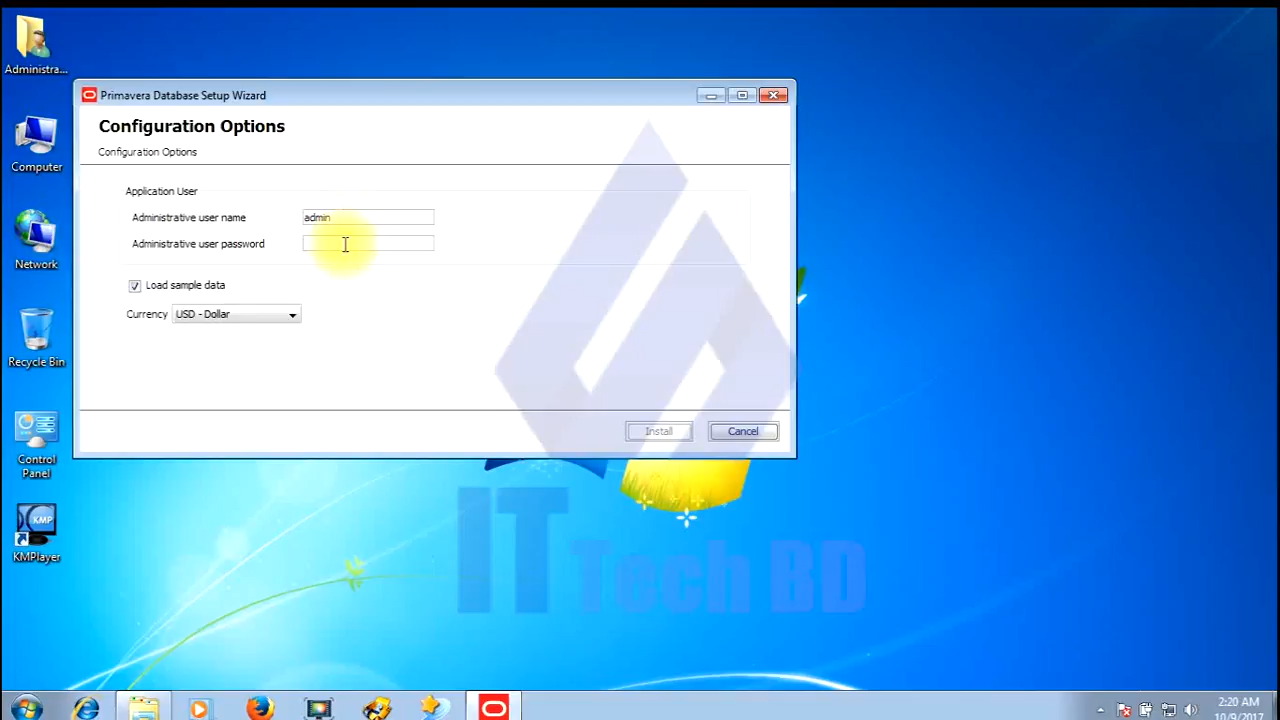 Administra...
Computer
Network
Recycle Bin
Control
Panel
KMP
KMPlayer
Primavera Database Setup Wizard
Configuration Options
Configuration Options
Application User
Administrative user name
admin
Administrative user password
Load sample data
Currency
USD - Dollar
Install
Cancel
IT Tech BD
2:20 AM
10/9/2017